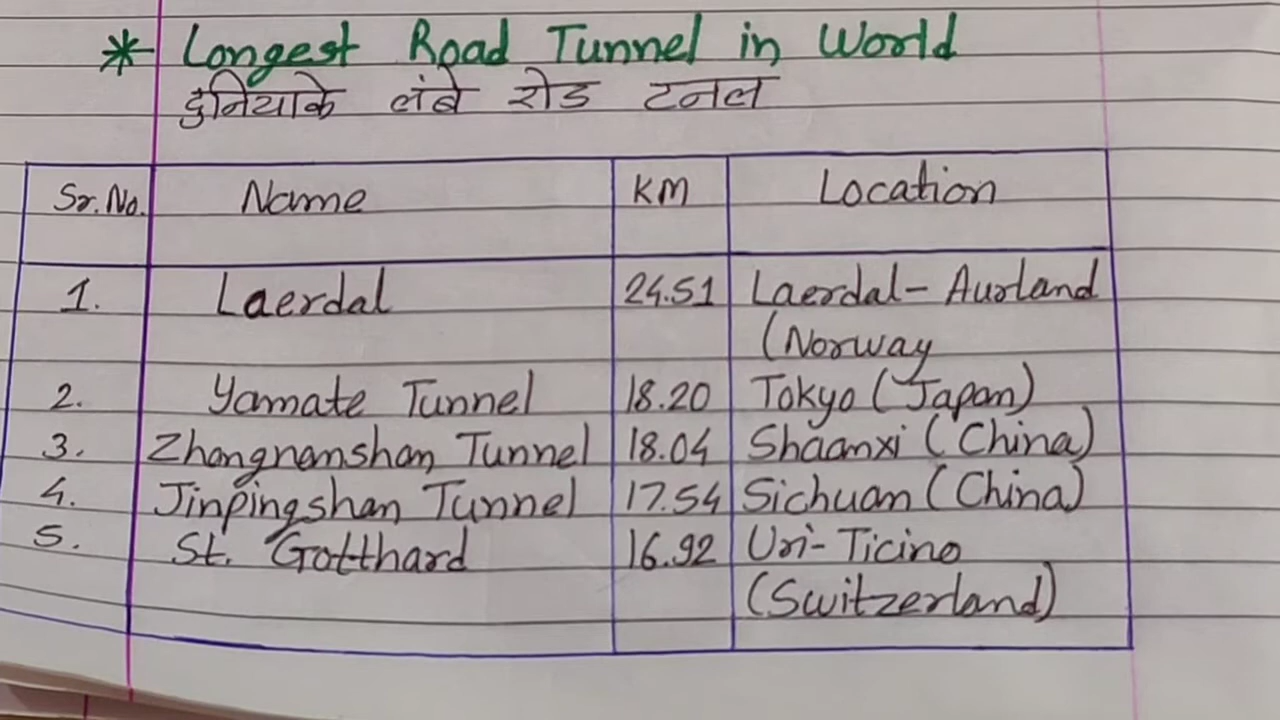 * Longest Road Tunnel in World
दुनियाके लंबे रोड टनल
Sr.No. Name KM Location
1. Laerdal 24.51 Laerdal-Aurland
(Norway
2. Yamate Tunnel 18.20 Tokyo (Japan)
3. Zhongnanshan Tunnel 18.04 Shaanxi (China)
4. Jinpingshan Tunnel 17.54 Sichuan (China)
5. St. Gotthard 16.92 Uri-Ticino
(Switzerland)